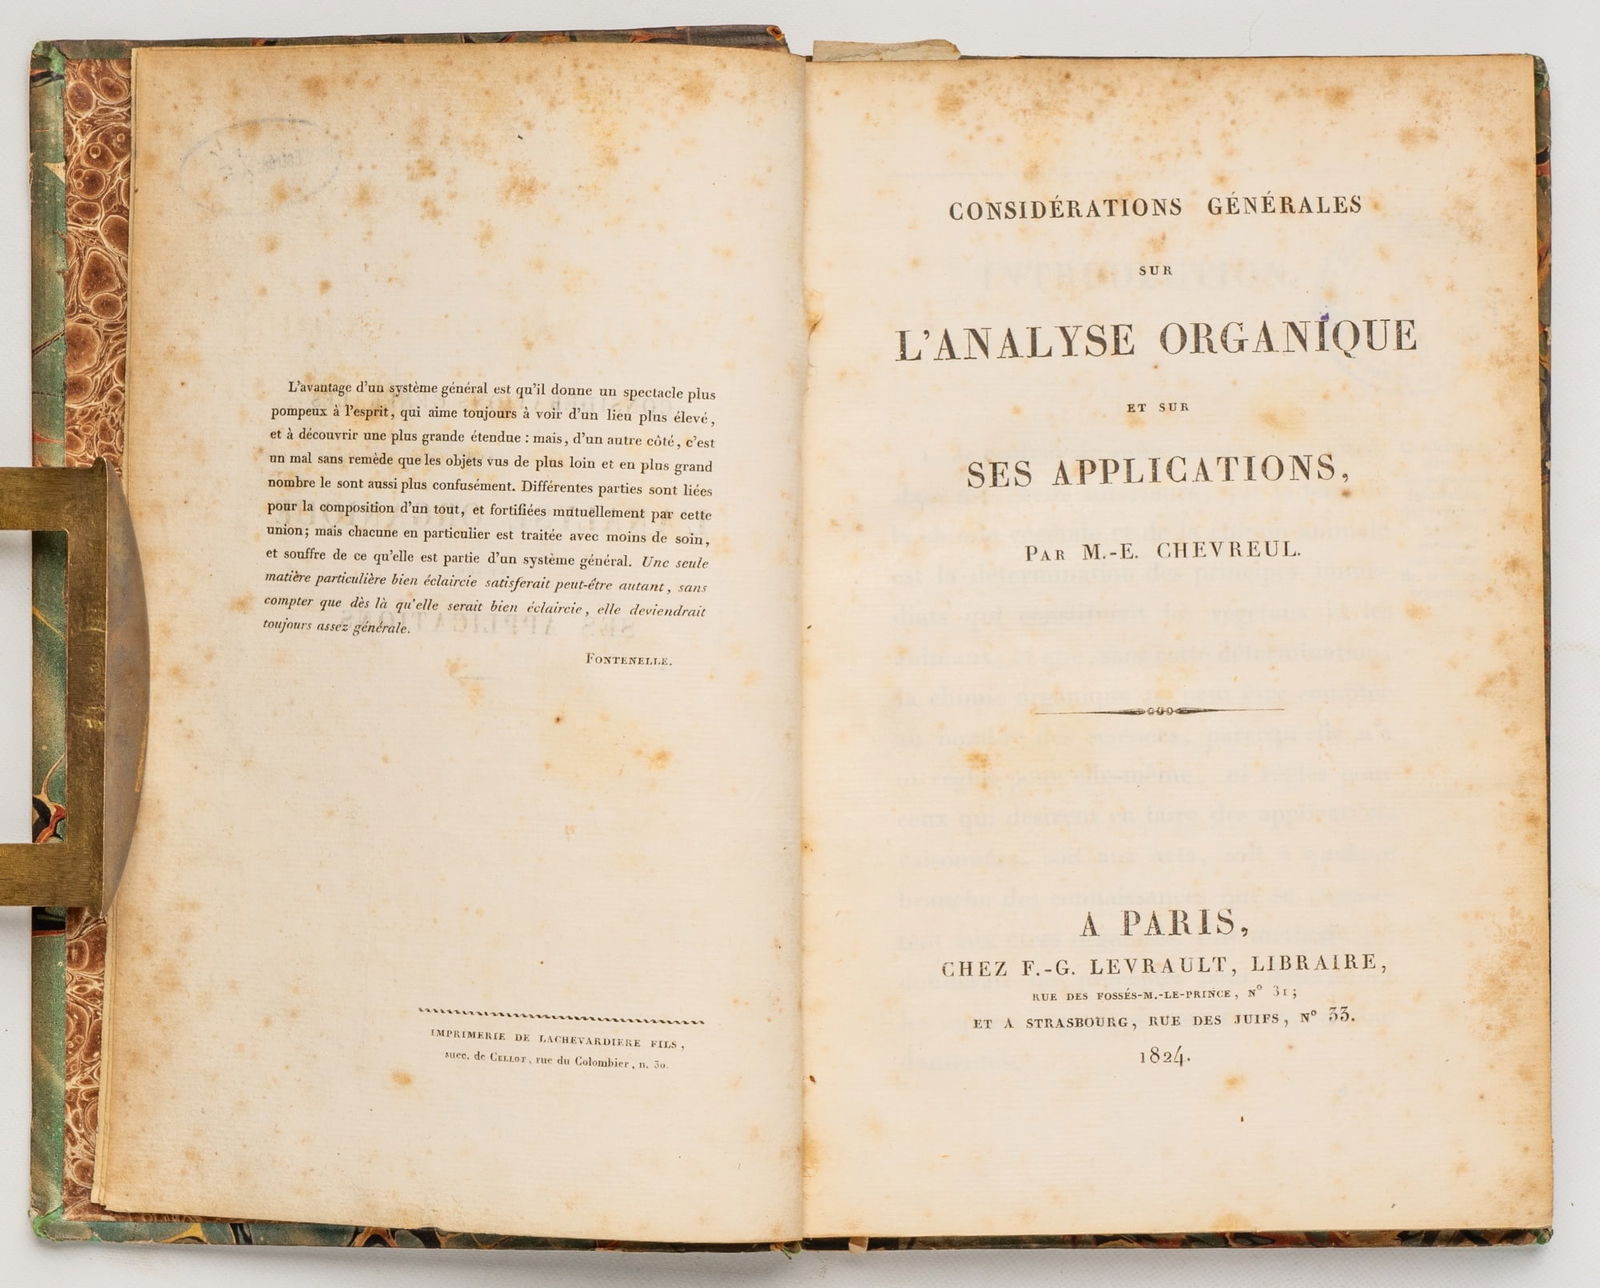 L'avantage d'un système général est qu'il donne un spectacle plus
pompeux à l'esprit, qui aime toujours à voir d'un lieu plus élevé,
et à découvrir une plus grande étendue : mais, d'un autre côté, c'est
un mal sans remède que les objets vus de plus loin et en plus grand
nombre le sont aussi plus confusément. Différentes parties sont liées
pour la composition d'un tout, et fortifiées mutuellement par cette
union; mais chacune en particulier est traitée avec moins de soin,
et souffre de ce qu'elle est partie d'un système général. Une seule
matière particulière bien éclaircie satisferait peut-être autant, sans
compter que dès là qu'elle serait bien éclaircie, elle deviendrait
toujours assez générale.
FONTENELLE.
IMPRIMERIE DE LACHEVARDIERE FILS,
succ. de CELLOT, rue du Colombier, n. 30.
CONSIDÉRATIONS GÉNÉRALES
SUR
L'ANALYSE ORGANIQUE
ET SUR
SES APPLICATIONS,
PAR M.-E. CHEVREUL.
A PARIS,
CHEZ F.-G. LEVRAULT, LIBRAIRE,
RUE DES FOSSÉS-M.-LE-PRINCE, N° 31;
ET A STRASBOURG, RUE DES JUIFS, N° 33.
1824.